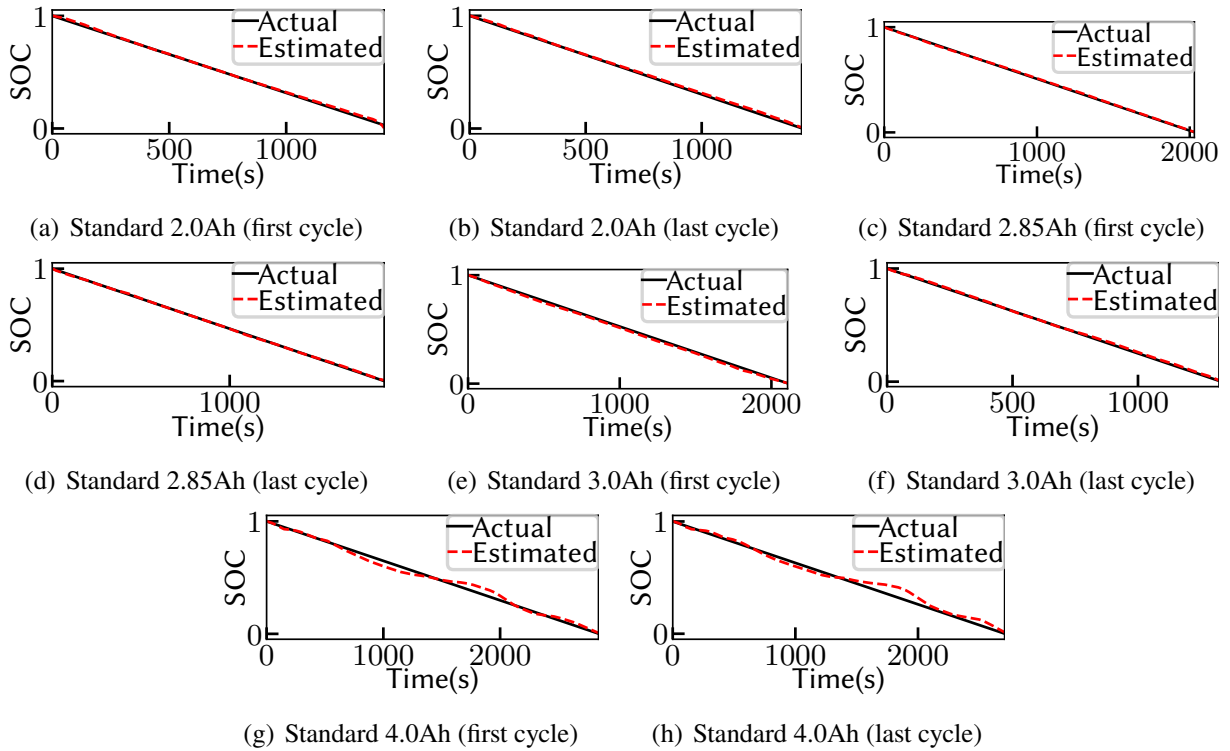 1
SOC
0
Actual
Estimated
0 500 1000
Time(s)
(a) Standard 2.0Ah (first cycle)
1
SOC
0
Actual
Estimated
0 500 1000
Time(s)
(b) Standard 2.0Ah (last cycle)
1
SOC
0
Actual
Estimated
0 1000 2000
Time(s)
(c) Standard 2.85Ah (first cycle)
1
SOC
0
Actual
Estimated
0 1000
Time(s)
(d) Standard 2.85Ah (last cycle)
1
SOC
0
Actual
Estimated
0 1000 2000
Time(s)
(e) Standard 3.0Ah (first cycle)
1
SOC
0
Actual
Estimated
0 500 1000
Time(s)
(f) Standard 3.0Ah (last cycle)
1
SOC
0
Actual
Estimated
0 1000 2000
Time(s)
(g) Standard 4.0Ah (first cycle)
1
SOC
0
Actual
Estimated
0 1000 2000
Time(s)
(h) Standard 4.0Ah (last cycle)